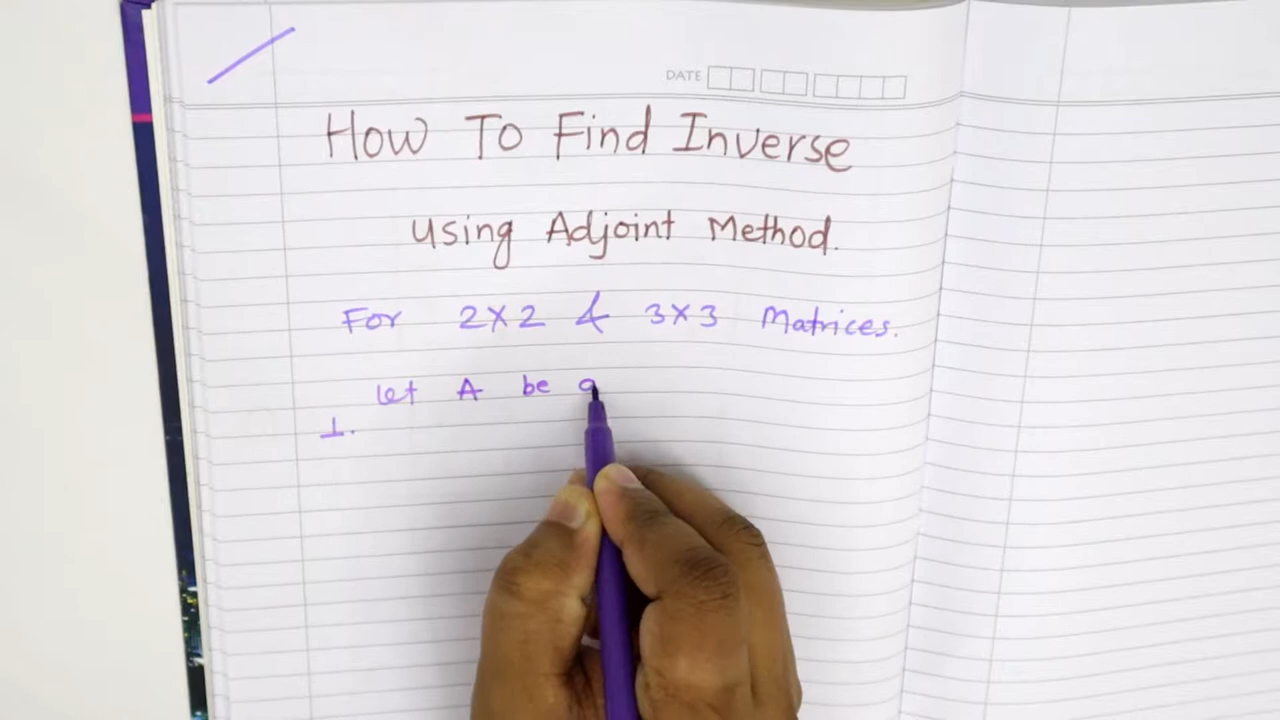 DATE
How To Find Inverse
using Adjoint Method.
For 2x2 & 3x3 Matrices.
Let A be a
1.